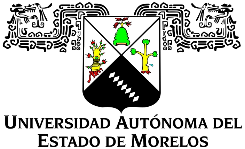 UNIVERSIDAD AUTÓNOMA DEL
ESTADO DE MORELOS